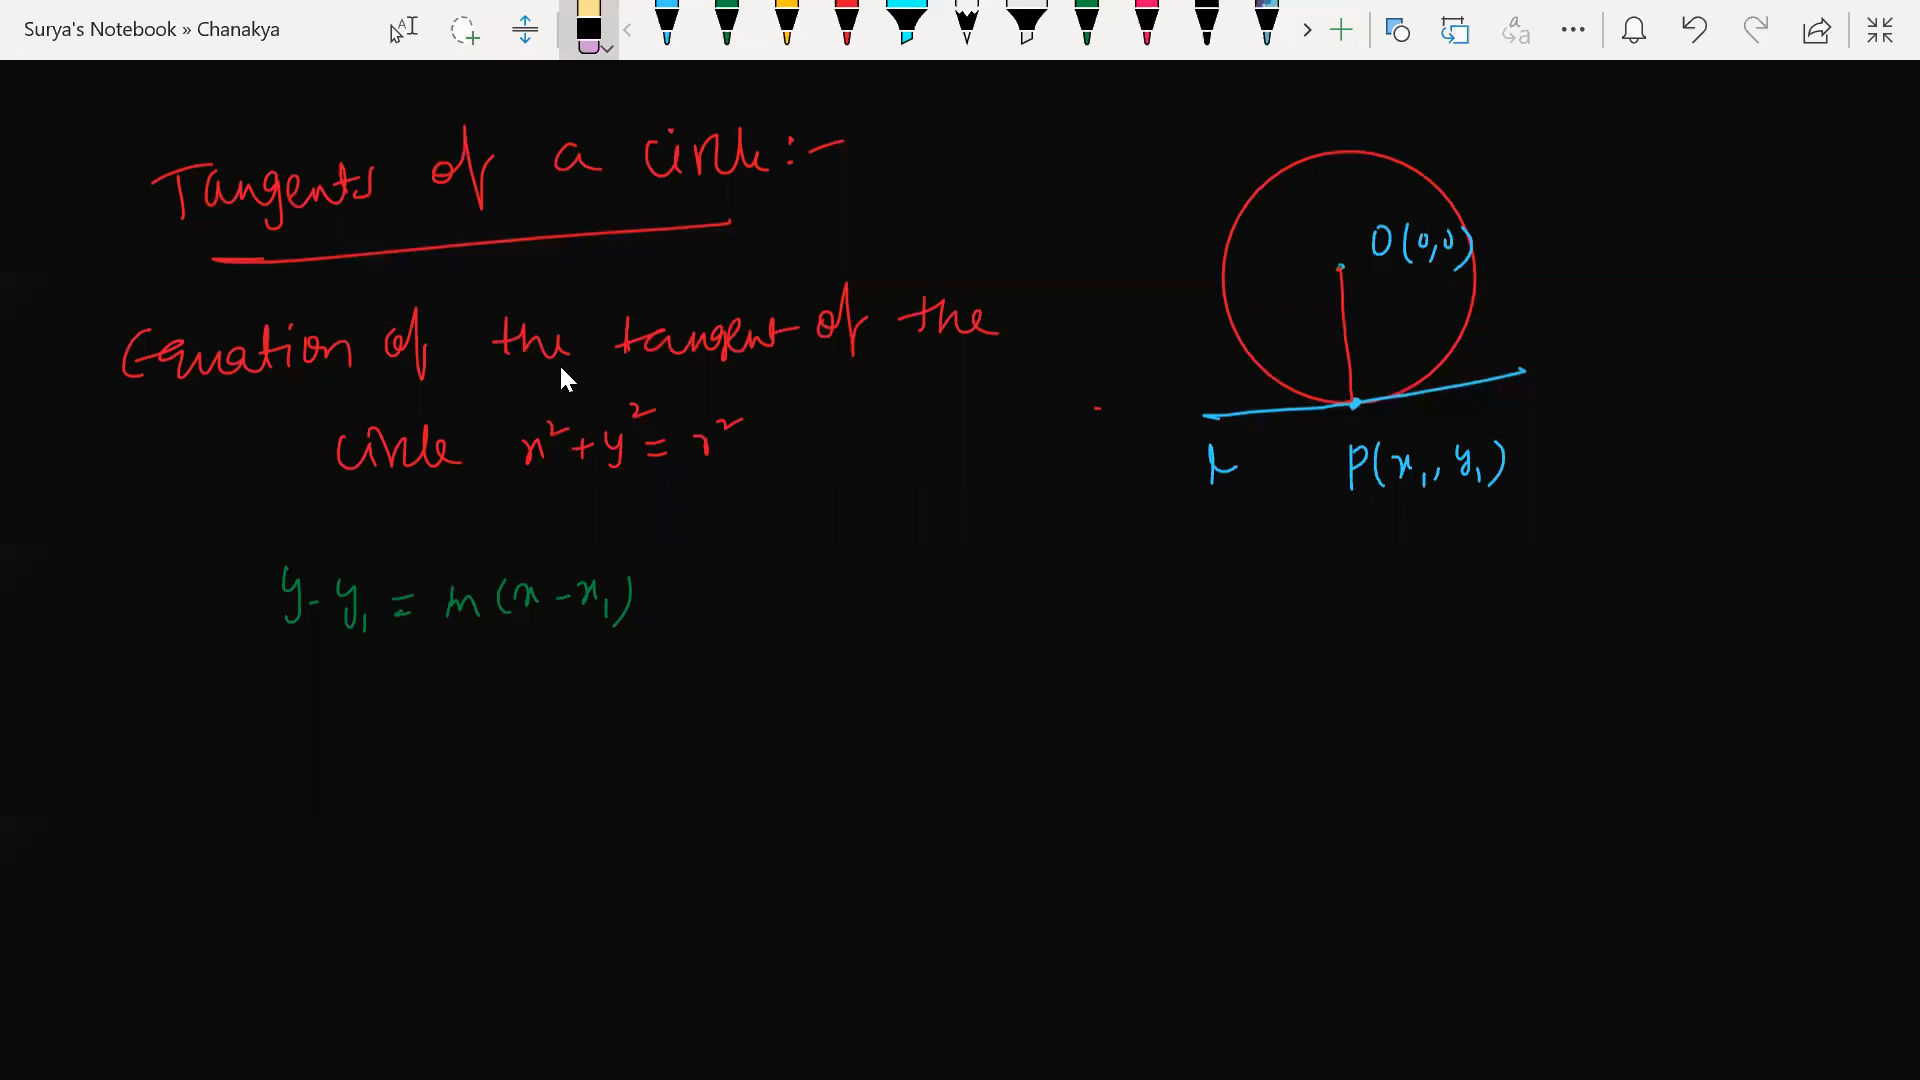 Surya's Notebook » Chanakya
Tangents of a circle:-
Equation of the tangent of the
circle x²+y²=r²
y-y₁ = m(x-x₁)
O(0,0)
P(x₁, y₁)